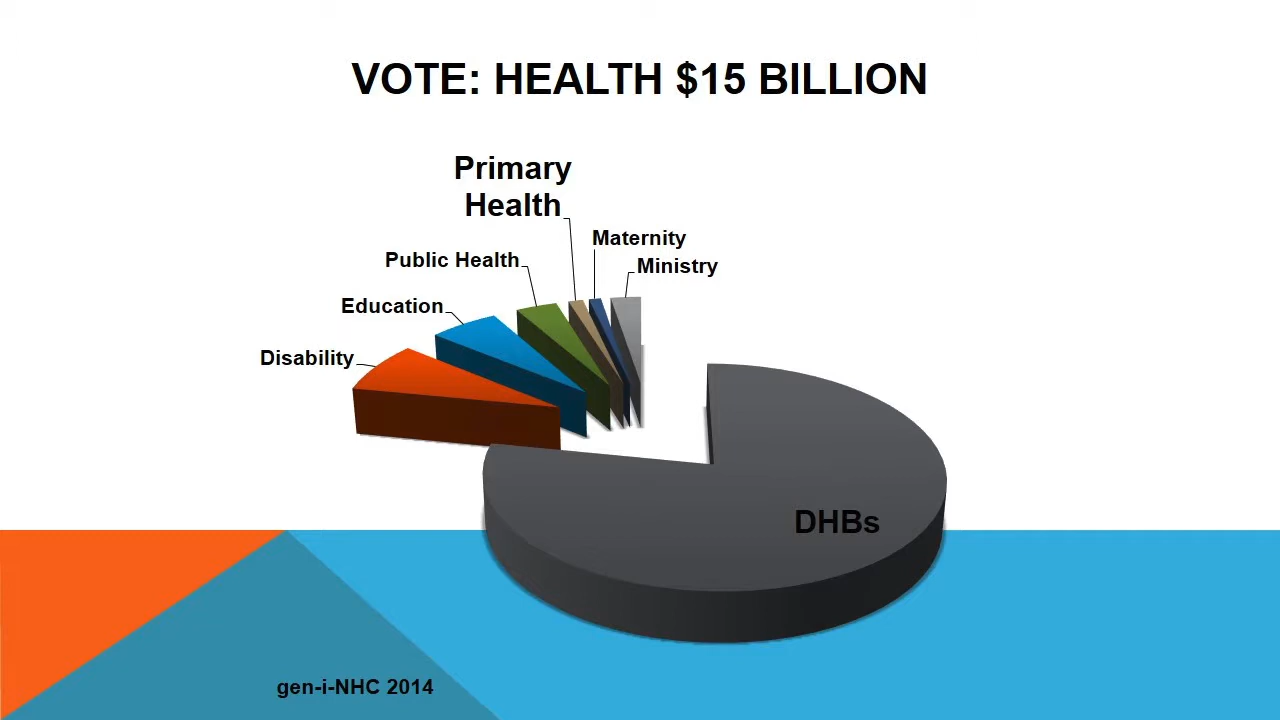 VOTE: HEALTH $15 BILLION
Primary
Health
Maternity
Public Health
Ministry
Education
Disability
DHBs
gen-i-NHC 2014